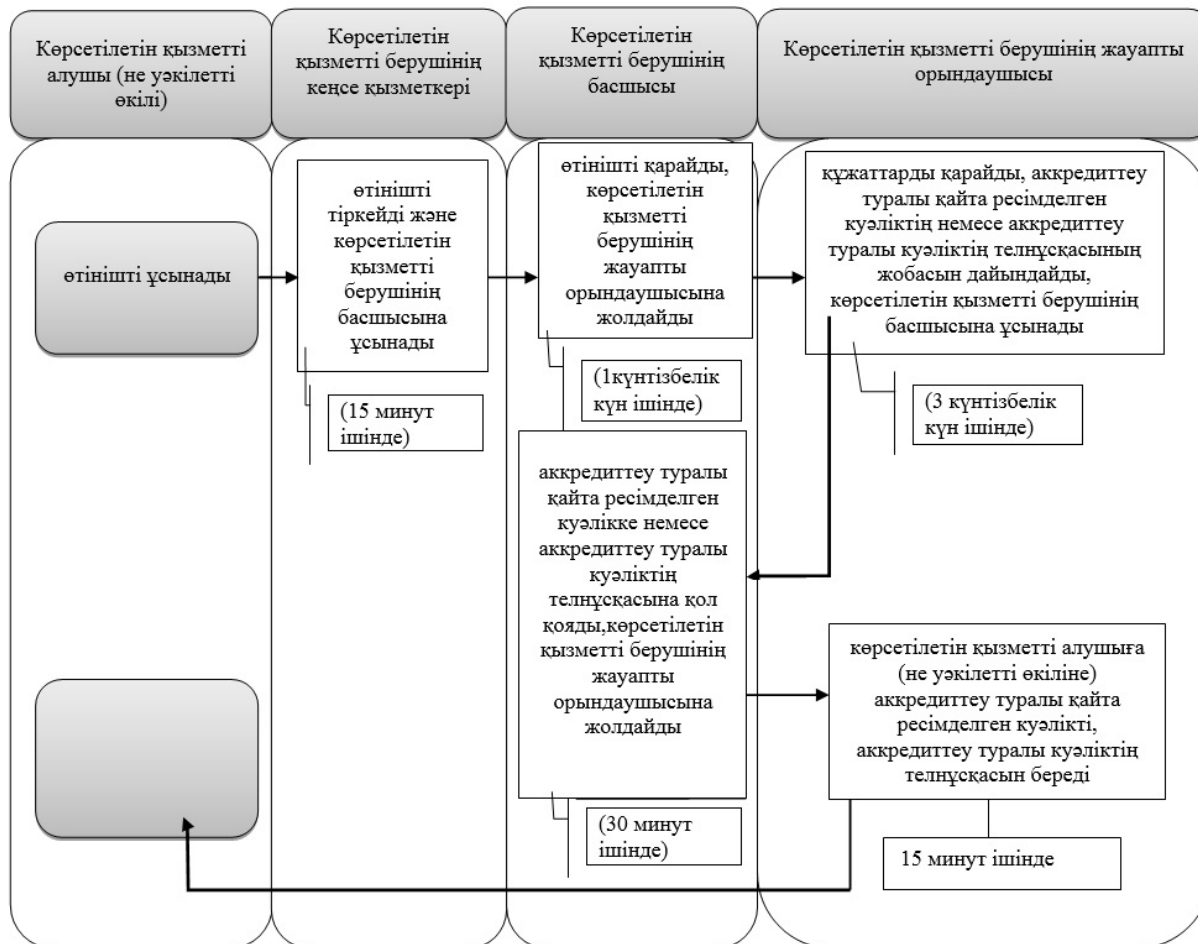 Көрсетілетін қызметті
алушы (не уәкілетті
өкілі)
Көрсетілетін
қызметті берушінің
кеңсе қызметкері
Көрсетілетін
қызметті берушінің
басшысы
Көрсетілетін қызметті берушінің жауапты
орындаушысы
өтінішті ұсынады
өтінішті
тіркейді және
көрсетілетін
қызметті
берушінің
басшысына
ұсынады
(15 минут
ішінде)
өтінішті қарайды,
көрсетілетін
қызметті
берушінің
жауапты
орындаушысына
жолдайды
(1күнтізбелік
күн ішінде)
құжаттарды қарайды, аккредиттеу
туралы қайта ресімделген
куәліктің немесе аккредиттеу
туралы куәліктің телнұсқасының
жобасын дайындайды,
көрсетілетін қызметті берушінің
басшысына ұсынады
(3 күнтізбелік
күн ішінде)
аккредиттеу туралы
қайта ресімделген
куәлікке немесе
аккредиттеу туралы
куәліктің
телнұсқасына қол
қояды,көрсетілетін
қызметті берушінің
жауапты
орындаушысына
жолдайды
(30 минут
ішінде)
көрсетілетін қызметті алушыға
(не уәкілетті өкіліне)
аккредиттеу туралы қайта
ресімделген куәлікті,
аккредиттеу туралы куәліктің
телнұсқасын береді
15 минут ішінде